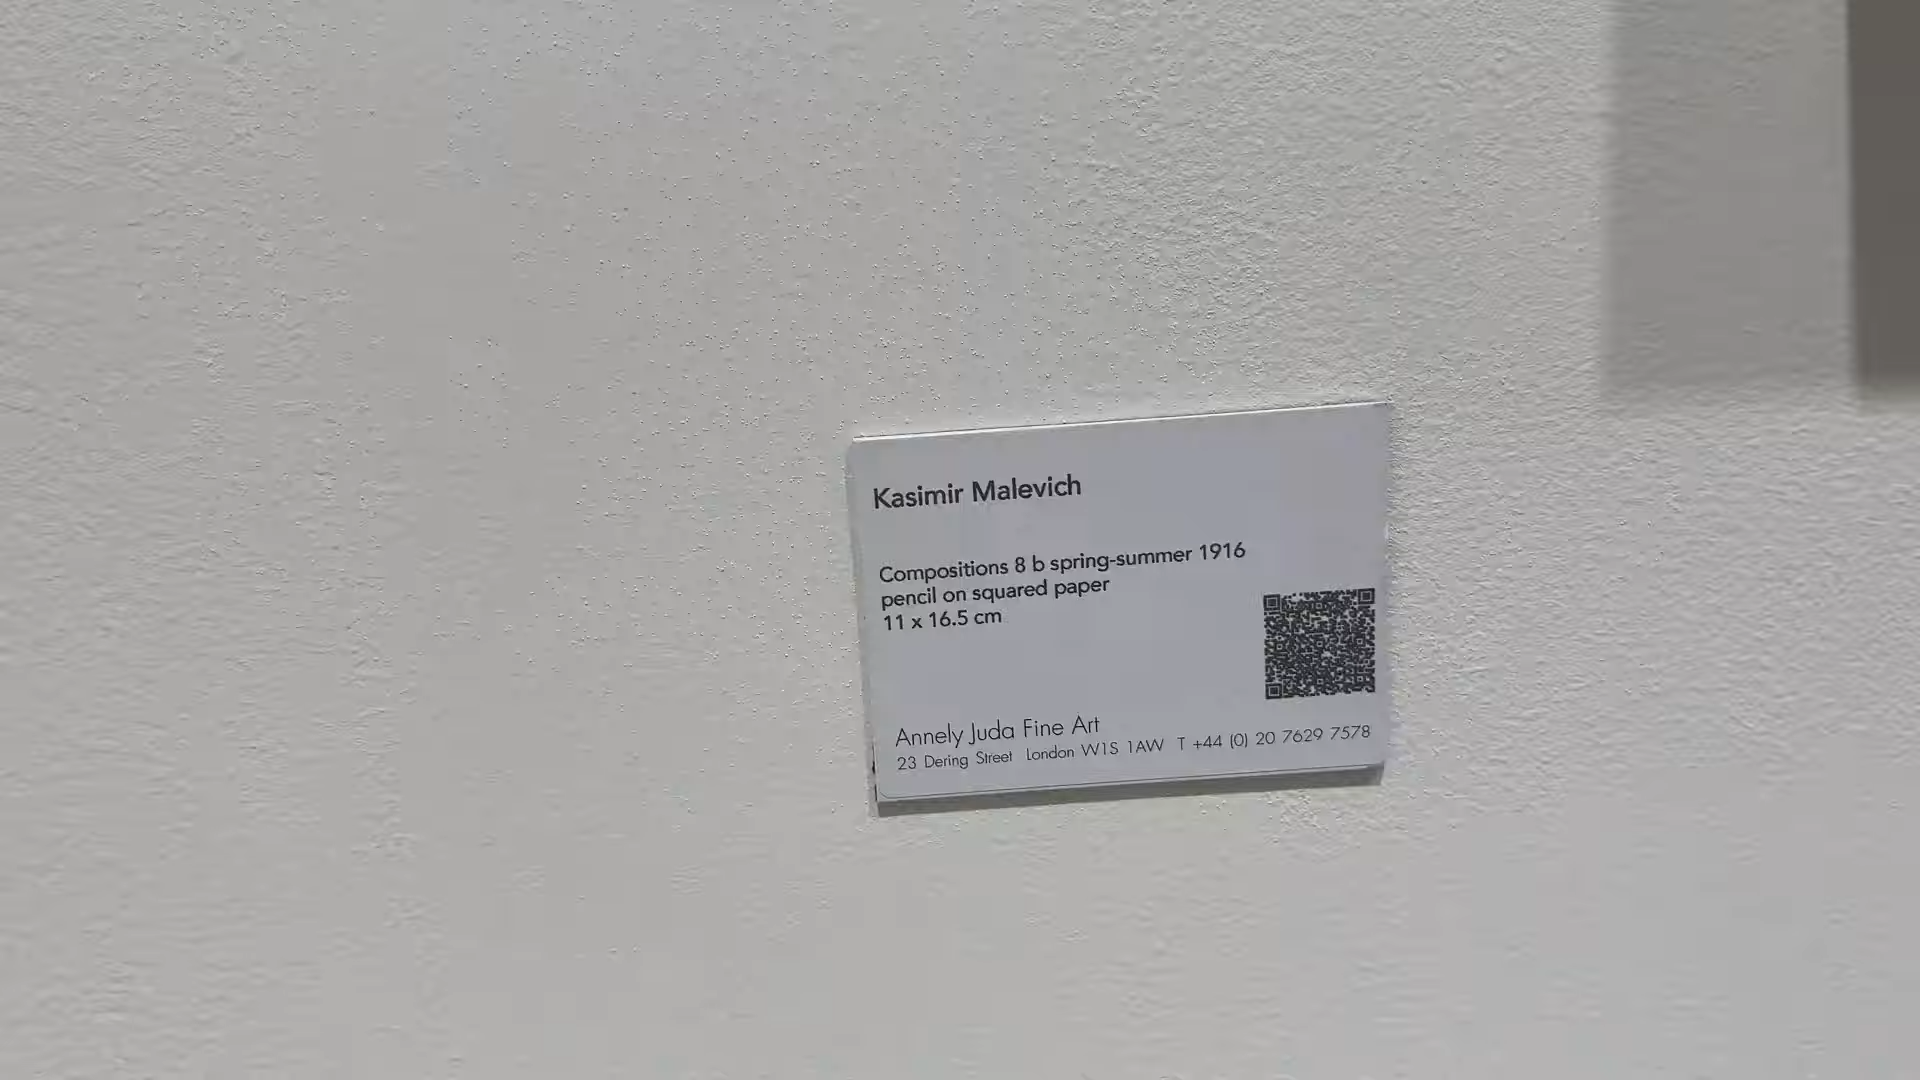 Kasimir Malevich
Compositions 8 b spring-summer 1916
pencil on squared paper
11 x 16.5 cm
Annely Juda Fine Art
23 Dering Street London W1S 1AW T +44 (0) 20 7629 7578